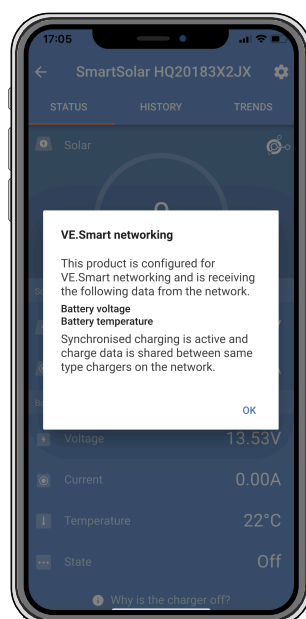 17:05
SmartSolar HQ20183X2JX
STATUS HISTORY TRENDS
Solar
VE.Smart networking
This product is configured for
VE.Smart networking and is receiving
the following data from the network.
Battery voltage
Battery temperature
Synchronised charging is active and
charge data is shared between same
type chargers on the network.
OK
Voltage 13.53V
Current 0.00A
Temperature 22°C
State Off
Why is the charger off?